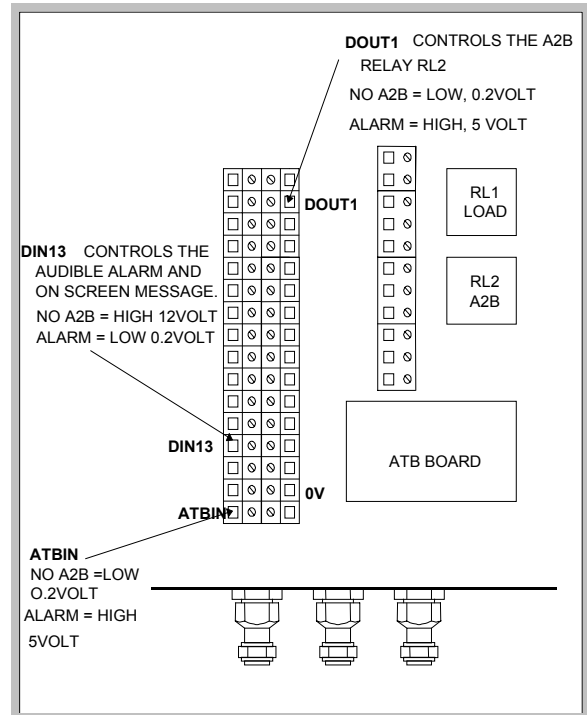 DOUT1 CONTROLS THE A2B
RELAY RL2
NO A2B = LOW, 0.2VOLT
ALARM = HIGH, 5 VOLT
DOUT1
RL1
LOAD
DIN13 CONTROLS THE
AUDIBLE ALARM AND
ON SCREEN MESSAGE.
NO A2B = HIGH 12VOLT
ALARM = LOW 0.2VOLT
RL2
A2B
DIN13
ATB BOARD
0V
ATBIN
ATBIN
NO A2B =LOW
O.2VOLT
ALARM = HIGH
5VOLT